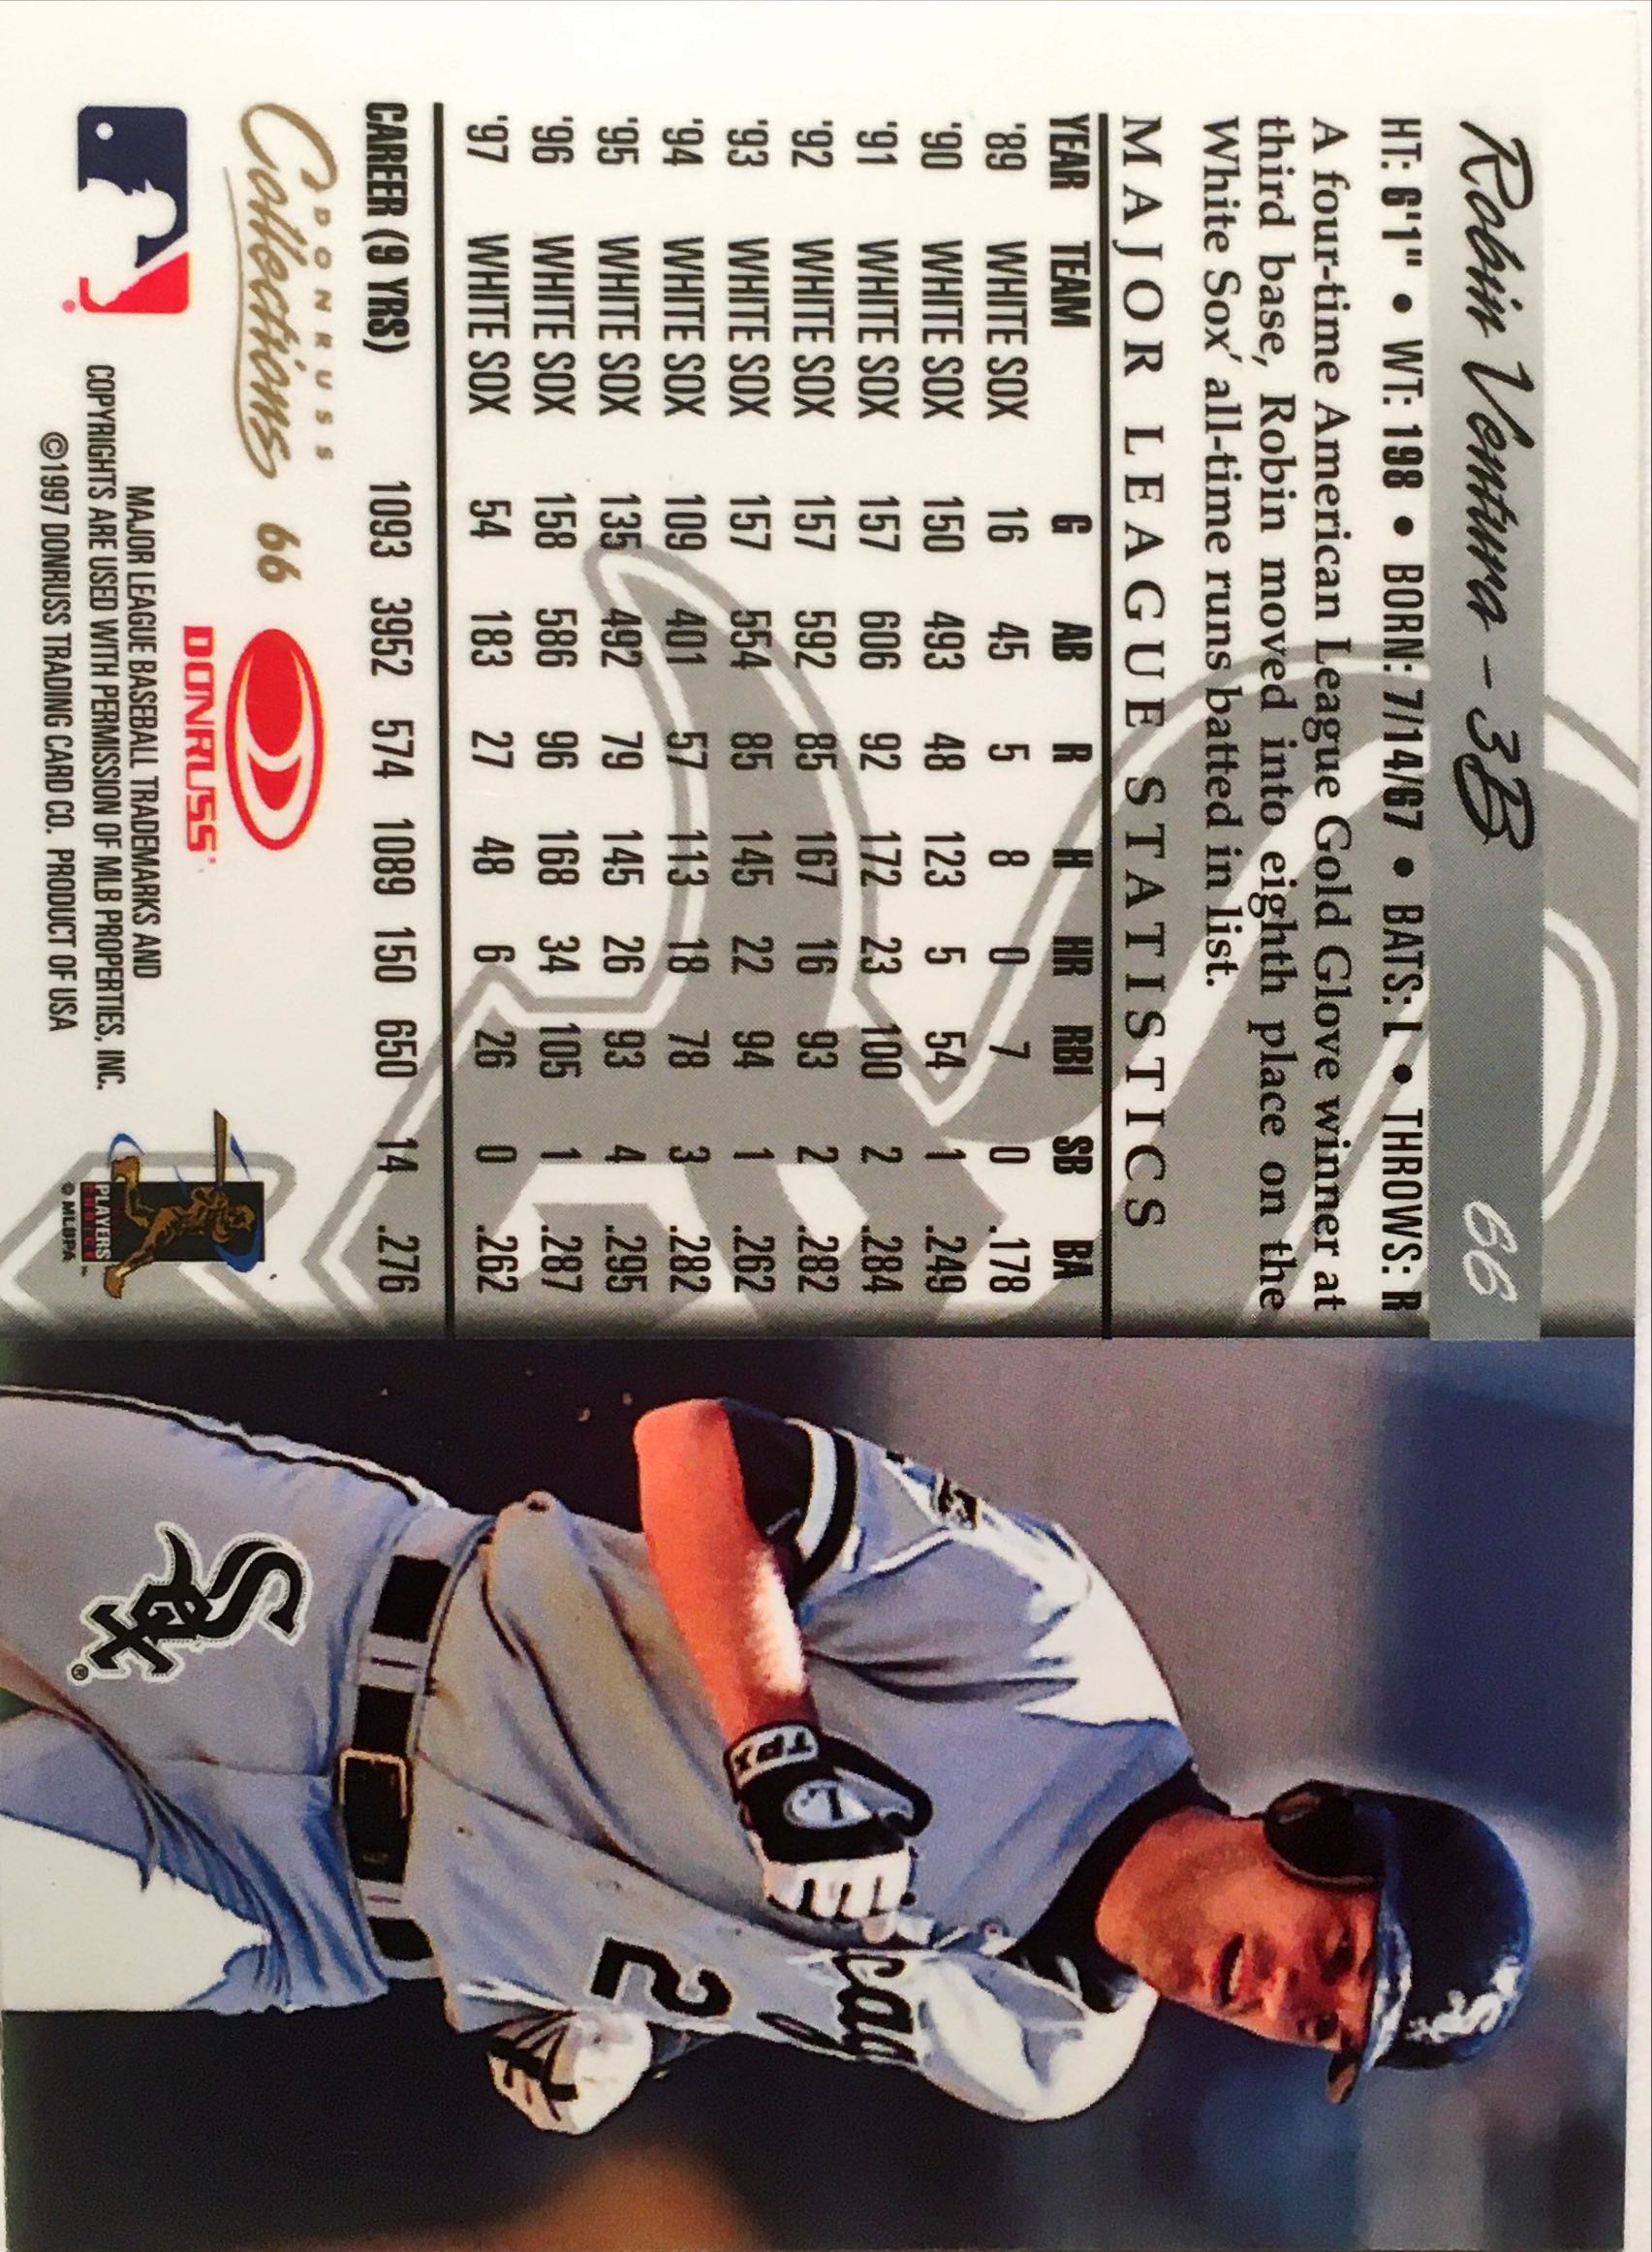 Robin Ventura - 3B 66
HT: 6'1" • WT: 198 • BORN: 7/14/67 • BATS: L • THROWS: R
A four-time American League Gold Glove winner at
third base, Robin moved into eighth place on the
White Sox' all-time runs batted in list.
MAJOR LEAGUE STATISTICS
YEAR TEAM G AB R H HR RBI SB BA
'89 WHITE SOX 16 45 5 8 0 7 0 .178
'90 WHITE SOX 150 493 48 123 5 54 1 .249
'91 WHITE SOX 157 606 92 172 23 100 2 .284
'92 WHITE SOX 157 592 85 167 16 93 2 .282
'93 WHITE SOX 157 554 85 145 22 94 1 .262
'94 WHITE SOX 109 401 57 113 18 78 3 .282
'95 WHITE SOX 135 492 79 145 26 93 4 .295
'96 WHITE SOX 158 586 96 168 34 105 1 .287
'97 WHITE SOX 54 183 27 48 6 26 0 .262
CAREER (9 YRS) 1093 3952 574 1089 150 650 14 .276
DONRUSS
Collections 66
DONRUSS
MAJOR LEAGUE BASEBALL TRADEMARKS AND
COPYRIGHTS ARE USED WITH PERMISSION OF MLB PROPERTIES, INC.
©1997 DONRUSS TRADING CARD CO. PRODUCT OF USA
PLAYERS
CHOICE™
© MLBPA
Sox
cag
2
TPX
Sox®